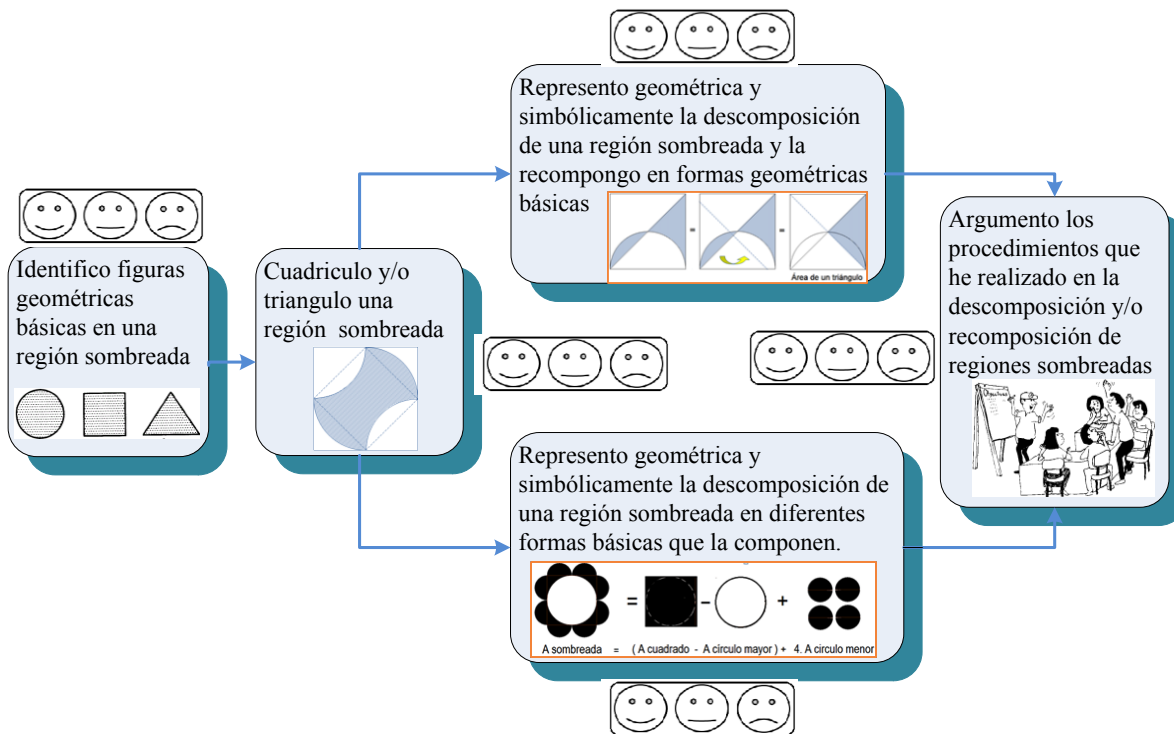 Identifico figuras
geométricas
básicas en una
región sombreada
Cuadriculo y/o
triangulo una
región sombreada
Represento geométrica y
simbólicamente la descomposición
de una región sombreada y la
recompongo en formas geométricas
básicas
=
=
Área de un triángulo
Represento geométrica y
simbólicamente la descomposición de
una región sombreada en diferentes
formas básicas que la componen.
= - +
A sombreada = ( A cuadrado - A círculo mayor ) + 4. A circulo menor
Argumento los
procedimientos que
he realizado en la
descomposición y/o
recomposición de
regiones sombreadas